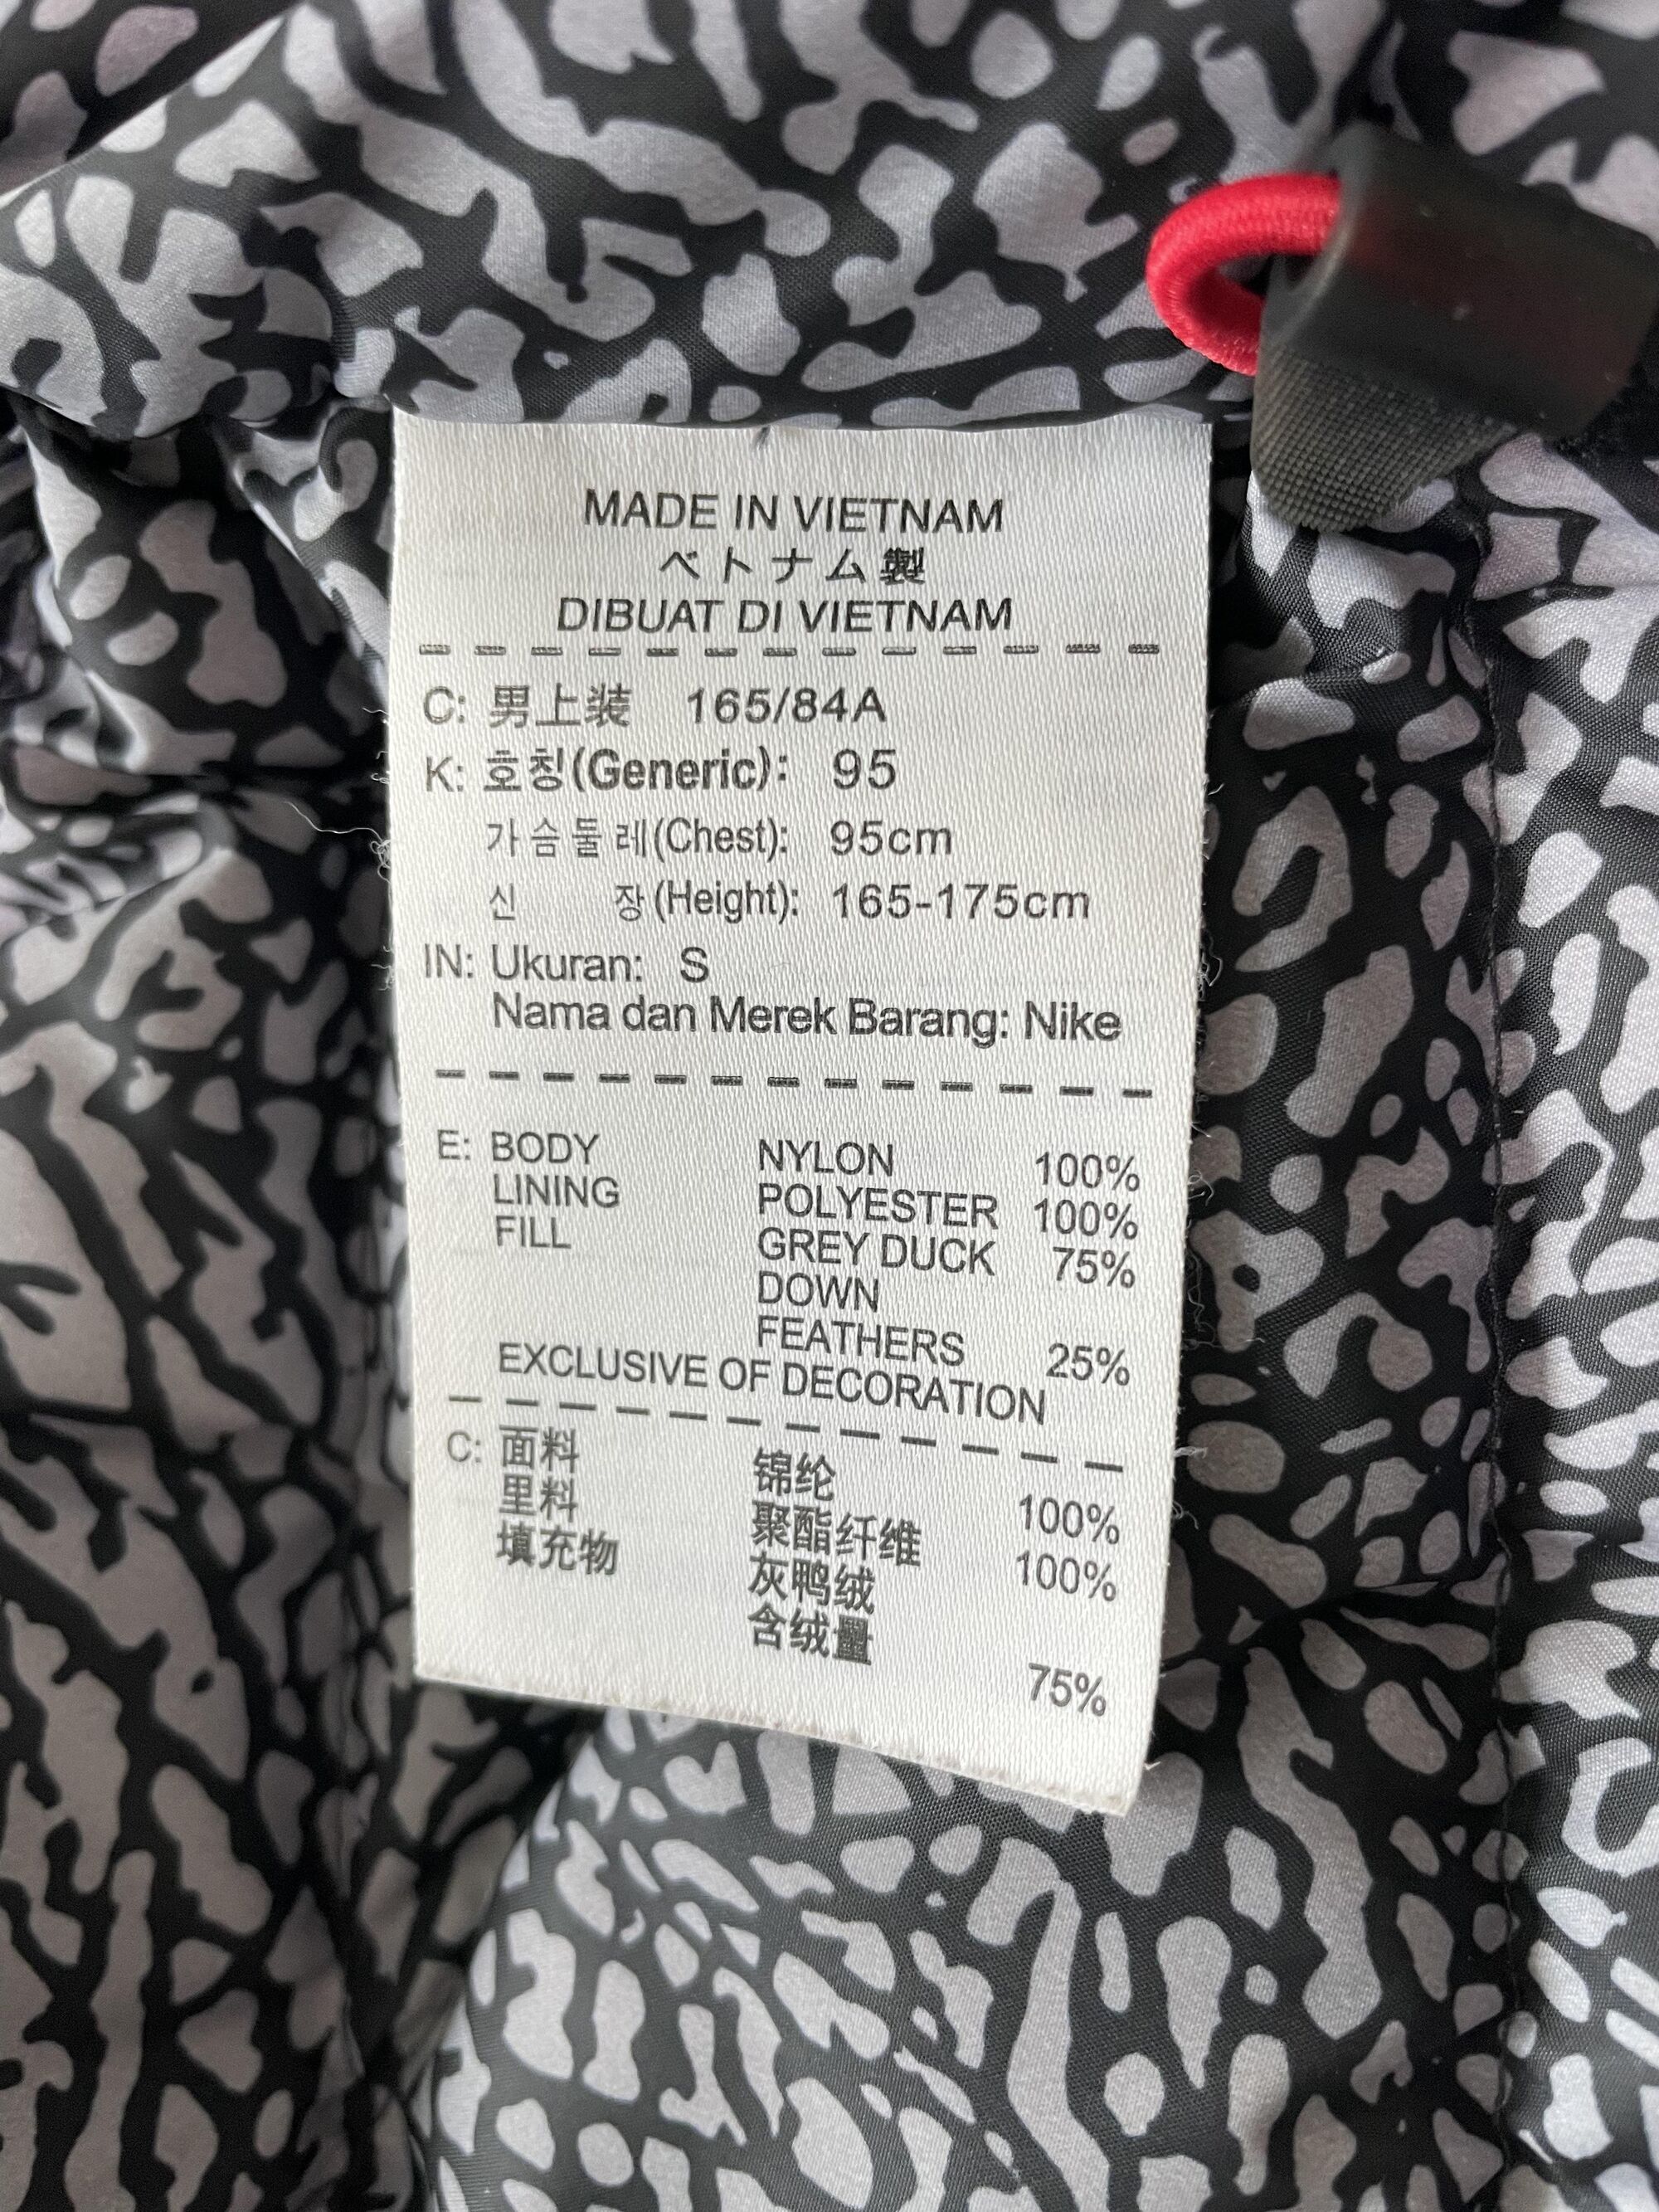 MADE IN VIETNAM
ベトナム製
DIBUAT DI VIETNAM
C: 男上装 165/84A
K: 호칭(Generic): 95
가슴둘레(Chest): 95cm
신 장(Height): 165-175cm
IN: Ukuran: S
Nama dan Merek Barang: Nike
E: BODY NYLON 100%
LINING POLYESTER 100%
FILL GREY DUCK 75%
DOWN
FEATHERS 25%
EXCLUSIVE OF DECORATION
C: 面料 锦纶 100%
里料 聚酯纤维 100%
填充物 灰鸭绒
含绒量 75%